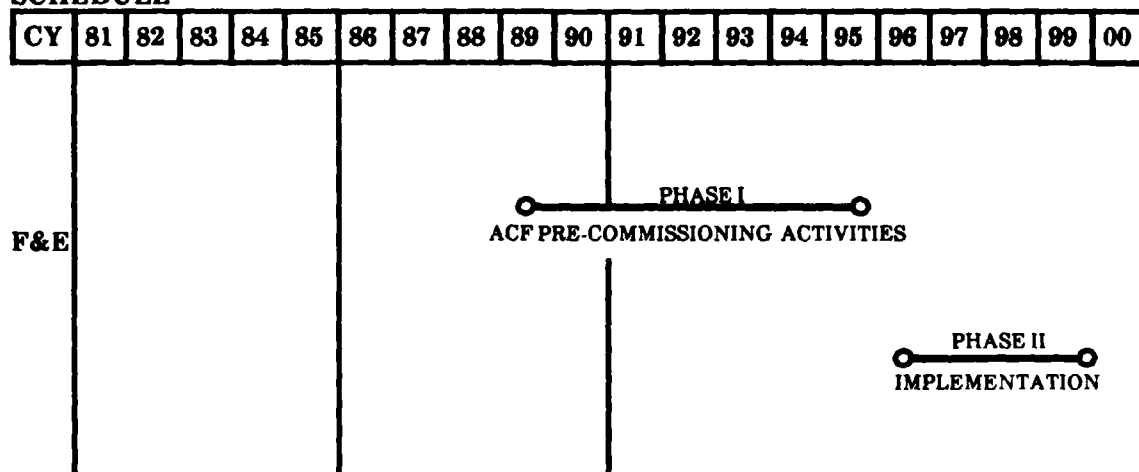 SCHEDULE
CY 81 82 83 84 85 86 87 88 89 90 91 92 93 94 95 96 97 98 99 00
PHASE I
F&E
ACF PRE-COMMISSIONING ACTIVITIES
PHASE II
IMPLEMENTATION